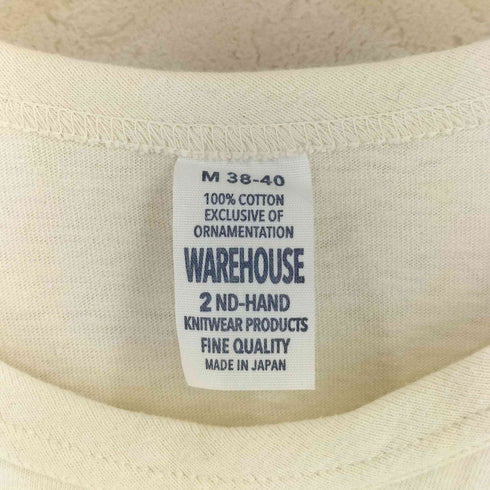 M 38-40
100% COTTON
EXCLUSIVE OF
ORNAMENTATION
WAREHOUSE
2 ND-HAND
KNITWEAR PRODUCTS
FINE QUALITY
MADE IN JAPAN